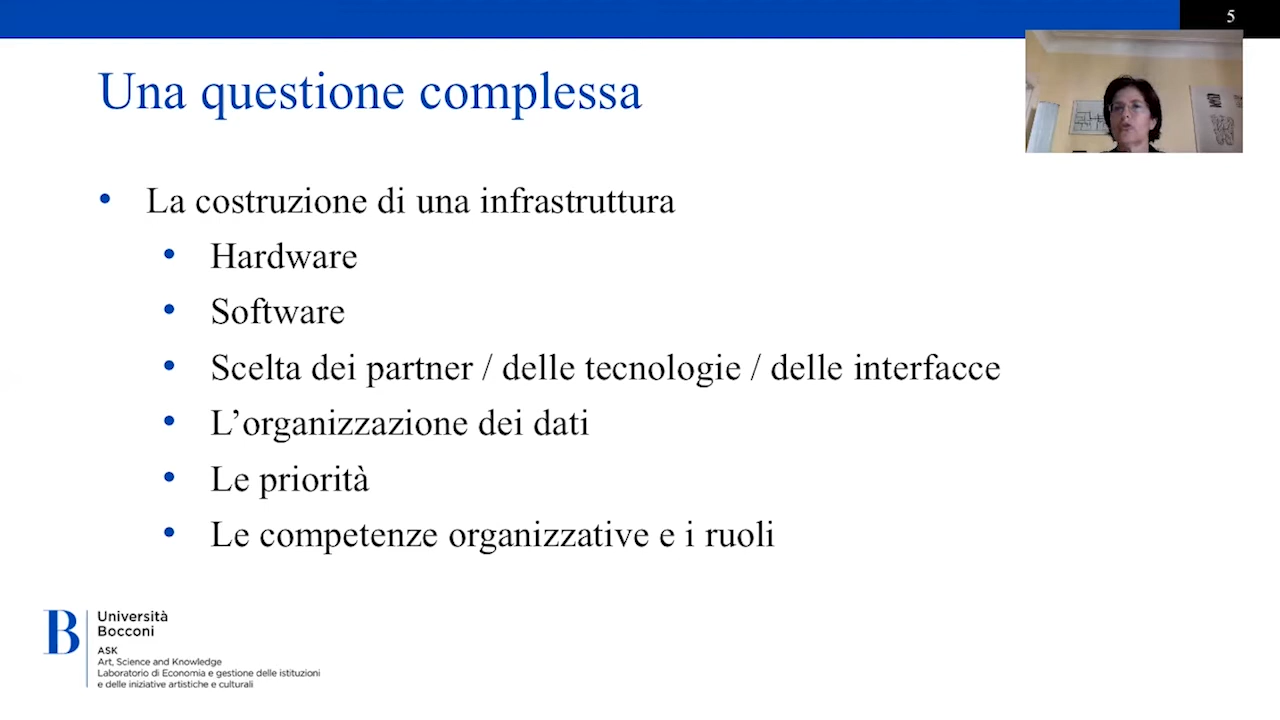 5
Una questione complessa
• La costruzione di una infrastruttura
• Hardware
• Software
• Scelta dei partner / delle tecnologie / delle interfacce
• L’organizzazione dei dati
• Le priorità
• Le competenze organizzative e i ruoli
B
Università
Bocconi
ASK
Art, Science and Knowledge
Laboratorio di Economia e gestione delle istituzioni
e delle iniziative artistiche e culturali